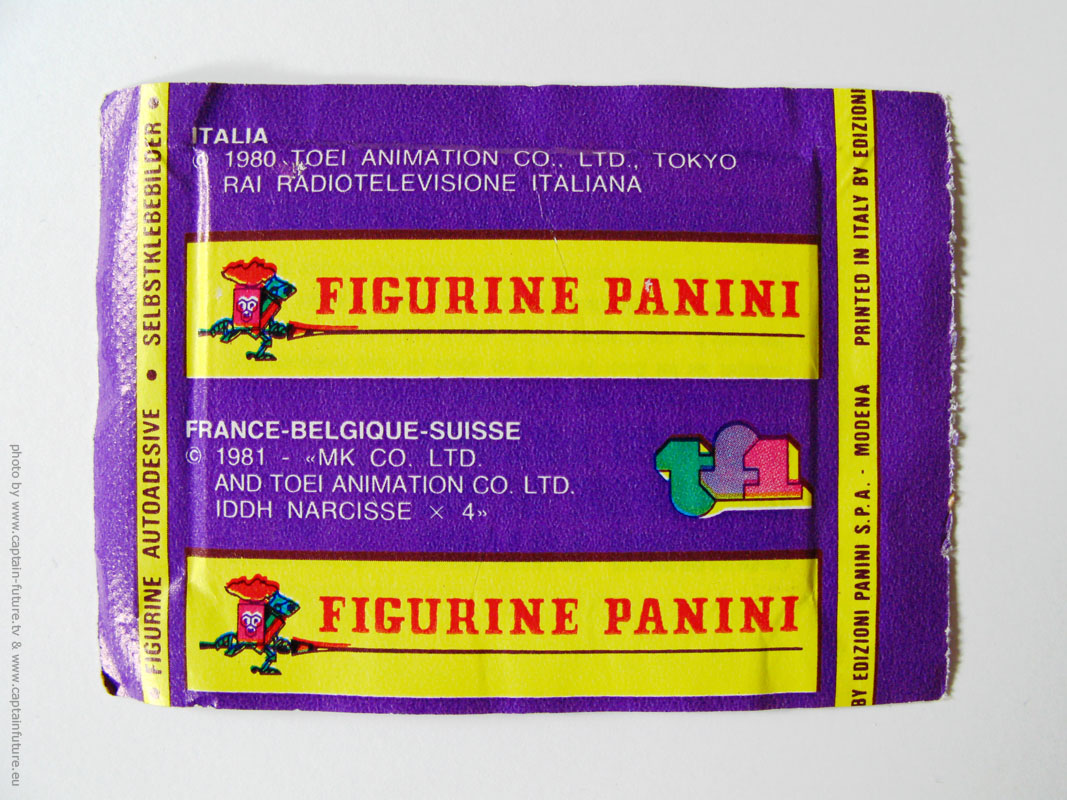 ITALIA
© 1980 TOEI ANIMATION CO., LTD., TOKYO
RAI RADIOTELEVISIONE ITALIANA
FIGURINE PANINI
FRANCE-BELGIQUE-SUISSE
© 1981 - «MK CO. LTD.
AND TOEI ANIMATION CO. LTD.
IDDH NARCISSE × 4»
tf1
FIGURINE PANINI
• FIGURINE AUTOADESIVE • SELBSTKLEBEBILDER •
BY EDIZIONI PANINI S.P.A. - MODENA PRINTED IN ITALY BY EDIZIONI
photo by www.captain-future.tv & www.captainfuture.eu